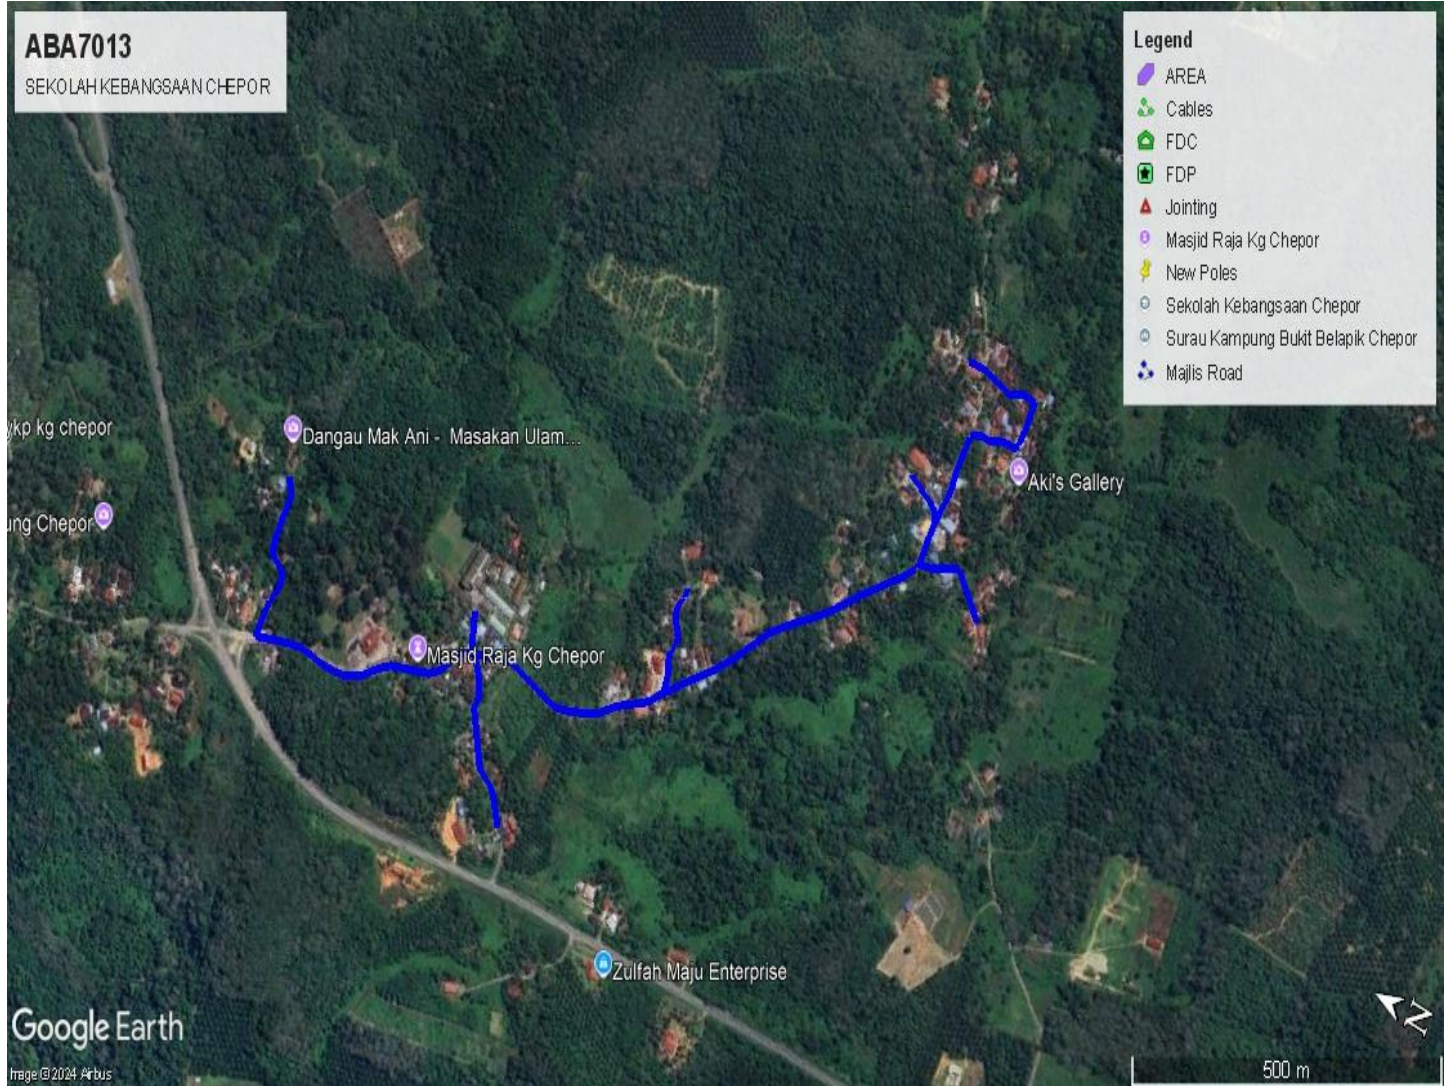 ABA7013
SEKOLAH KEBANGSAAN CHEPOR
Legend
AREA
Cables
FDC
FDP
Jointing
Masjid Raja Kg Chepor
New Poles
Sekolah Kebangsaan Chepor
Surau Kampung Bukit Belapik Chepor
Majlis Road
ykp kg chepor
Dangau Mak Ani - Masakan Ulam...
ung Chepor
Aki's Gallery
Masjid Raja Kg Chepor
Zulfah Maju Enterprise
Google Earth
Image © 2024 Airbus
N
500 m